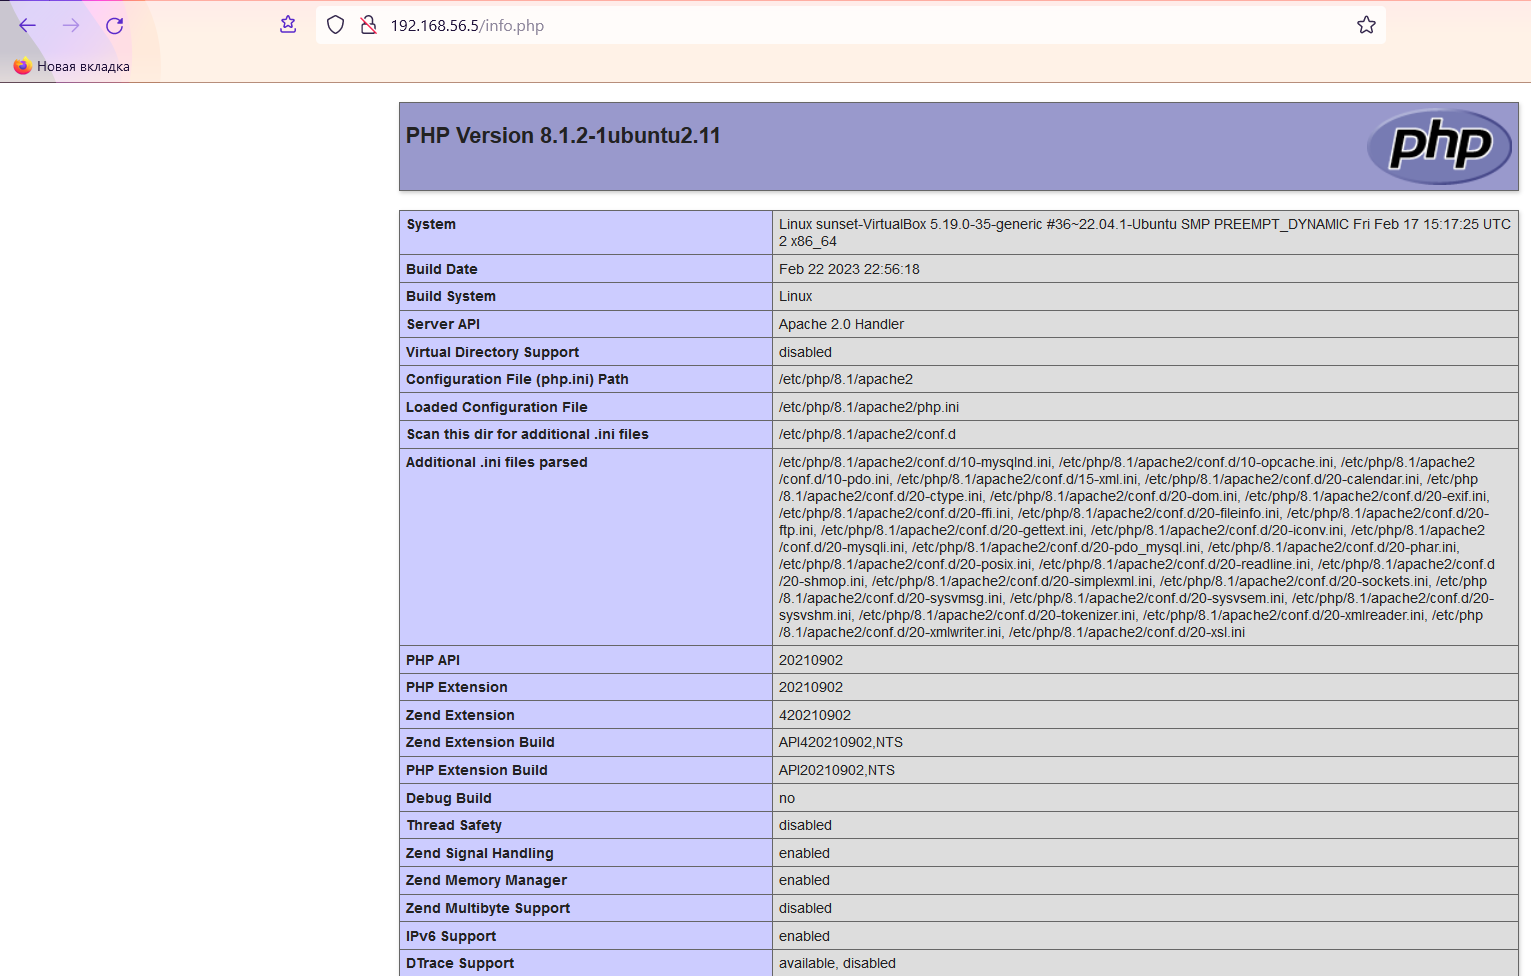 192.168.56.5/info.php
Новая вкладка
PHP Version 8.1.2-1ubuntu2.11
php
System
Linux sunset-VirtualBox 5.19.0-35-generic #36~22.04.1-Ubuntu SMP PREEMPT_DYNAMIC Fri Feb 17 15:17:25 UTC
2 x86_64
Build Date
Feb 22 2023 22:56:18
Build System
Linux
Server API
Apache 2.0 Handler
Virtual Directory Support
disabled
Configuration File (php.ini) Path
/etc/php/8.1/apache2
Loaded Configuration File
/etc/php/8.1/apache2/php.ini
Scan this dir for additional .ini files
/etc/php/8.1/apache2/conf.d
Additional .ini files parsed
/etc/php/8.1/apache2/conf.d/10-mysqlnd.ini, /etc/php/8.1/apache2/conf.d/10-opcache.ini, /etc/php/8.1/apache2
/conf.d/10-pdo.ini, /etc/php/8.1/apache2/conf.d/15-xml.ini, /etc/php/8.1/apache2/conf.d/20-calendar.ini, /etc/php
/8.1/apache2/conf.d/20-ctype.ini, /etc/php/8.1/apache2/conf.d/20-dom.ini, /etc/php/8.1/apache2/conf.d/20-exif.ini,
/etc/php/8.1/apache2/conf.d/20-ffi.ini, /etc/php/8.1/apache2/conf.d/20-fileinfo.ini, /etc/php/8.1/apache2/conf.d/20-
ftp.ini, /etc/php/8.1/apache2/conf.d/20-gettext.ini, /etc/php/8.1/apache2/conf.d/20-iconv.ini, /etc/php/8.1/apache2
/conf.d/20-mysqli.ini, /etc/php/8.1/apache2/conf.d/20-pdo_mysql.ini, /etc/php/8.1/apache2/conf.d/20-phar.ini,
/etc/php/8.1/apache2/conf.d/20-posix.ini, /etc/php/8.1/apache2/conf.d/20-readline.ini, /etc/php/8.1/apache2/conf.d
/20-shmop.ini, /etc/php/8.1/apache2/conf.d/20-simplexml.ini, /etc/php/8.1/apache2/conf.d/20-sockets.ini, /etc/php
/8.1/apache2/conf.d/20-sysvmsg.ini, /etc/php/8.1/apache2/conf.d/20-sysvsem.ini, /etc/php/8.1/apache2/conf.d/20-
sysvshm.ini, /etc/php/8.1/apache2/conf.d/20-tokenizer.ini, /etc/php/8.1/apache2/conf.d/20-xmlreader.ini, /etc/php
/8.1/apache2/conf.d/20-xmlwriter.ini, /etc/php/8.1/apache2/conf.d/20-xsl.ini
PHP API
20210902
PHP Extension
20210902
Zend Extension
420210902
Zend Extension Build
API420210902,NTS
PHP Extension Build
API20210902,NTS
Debug Build
no
Thread Safety
disabled
Zend Signal Handling
enabled
Zend Memory Manager
enabled
Zend Multibyte Support
disabled
IPv6 Support
enabled
DTrace Support
available, disabled